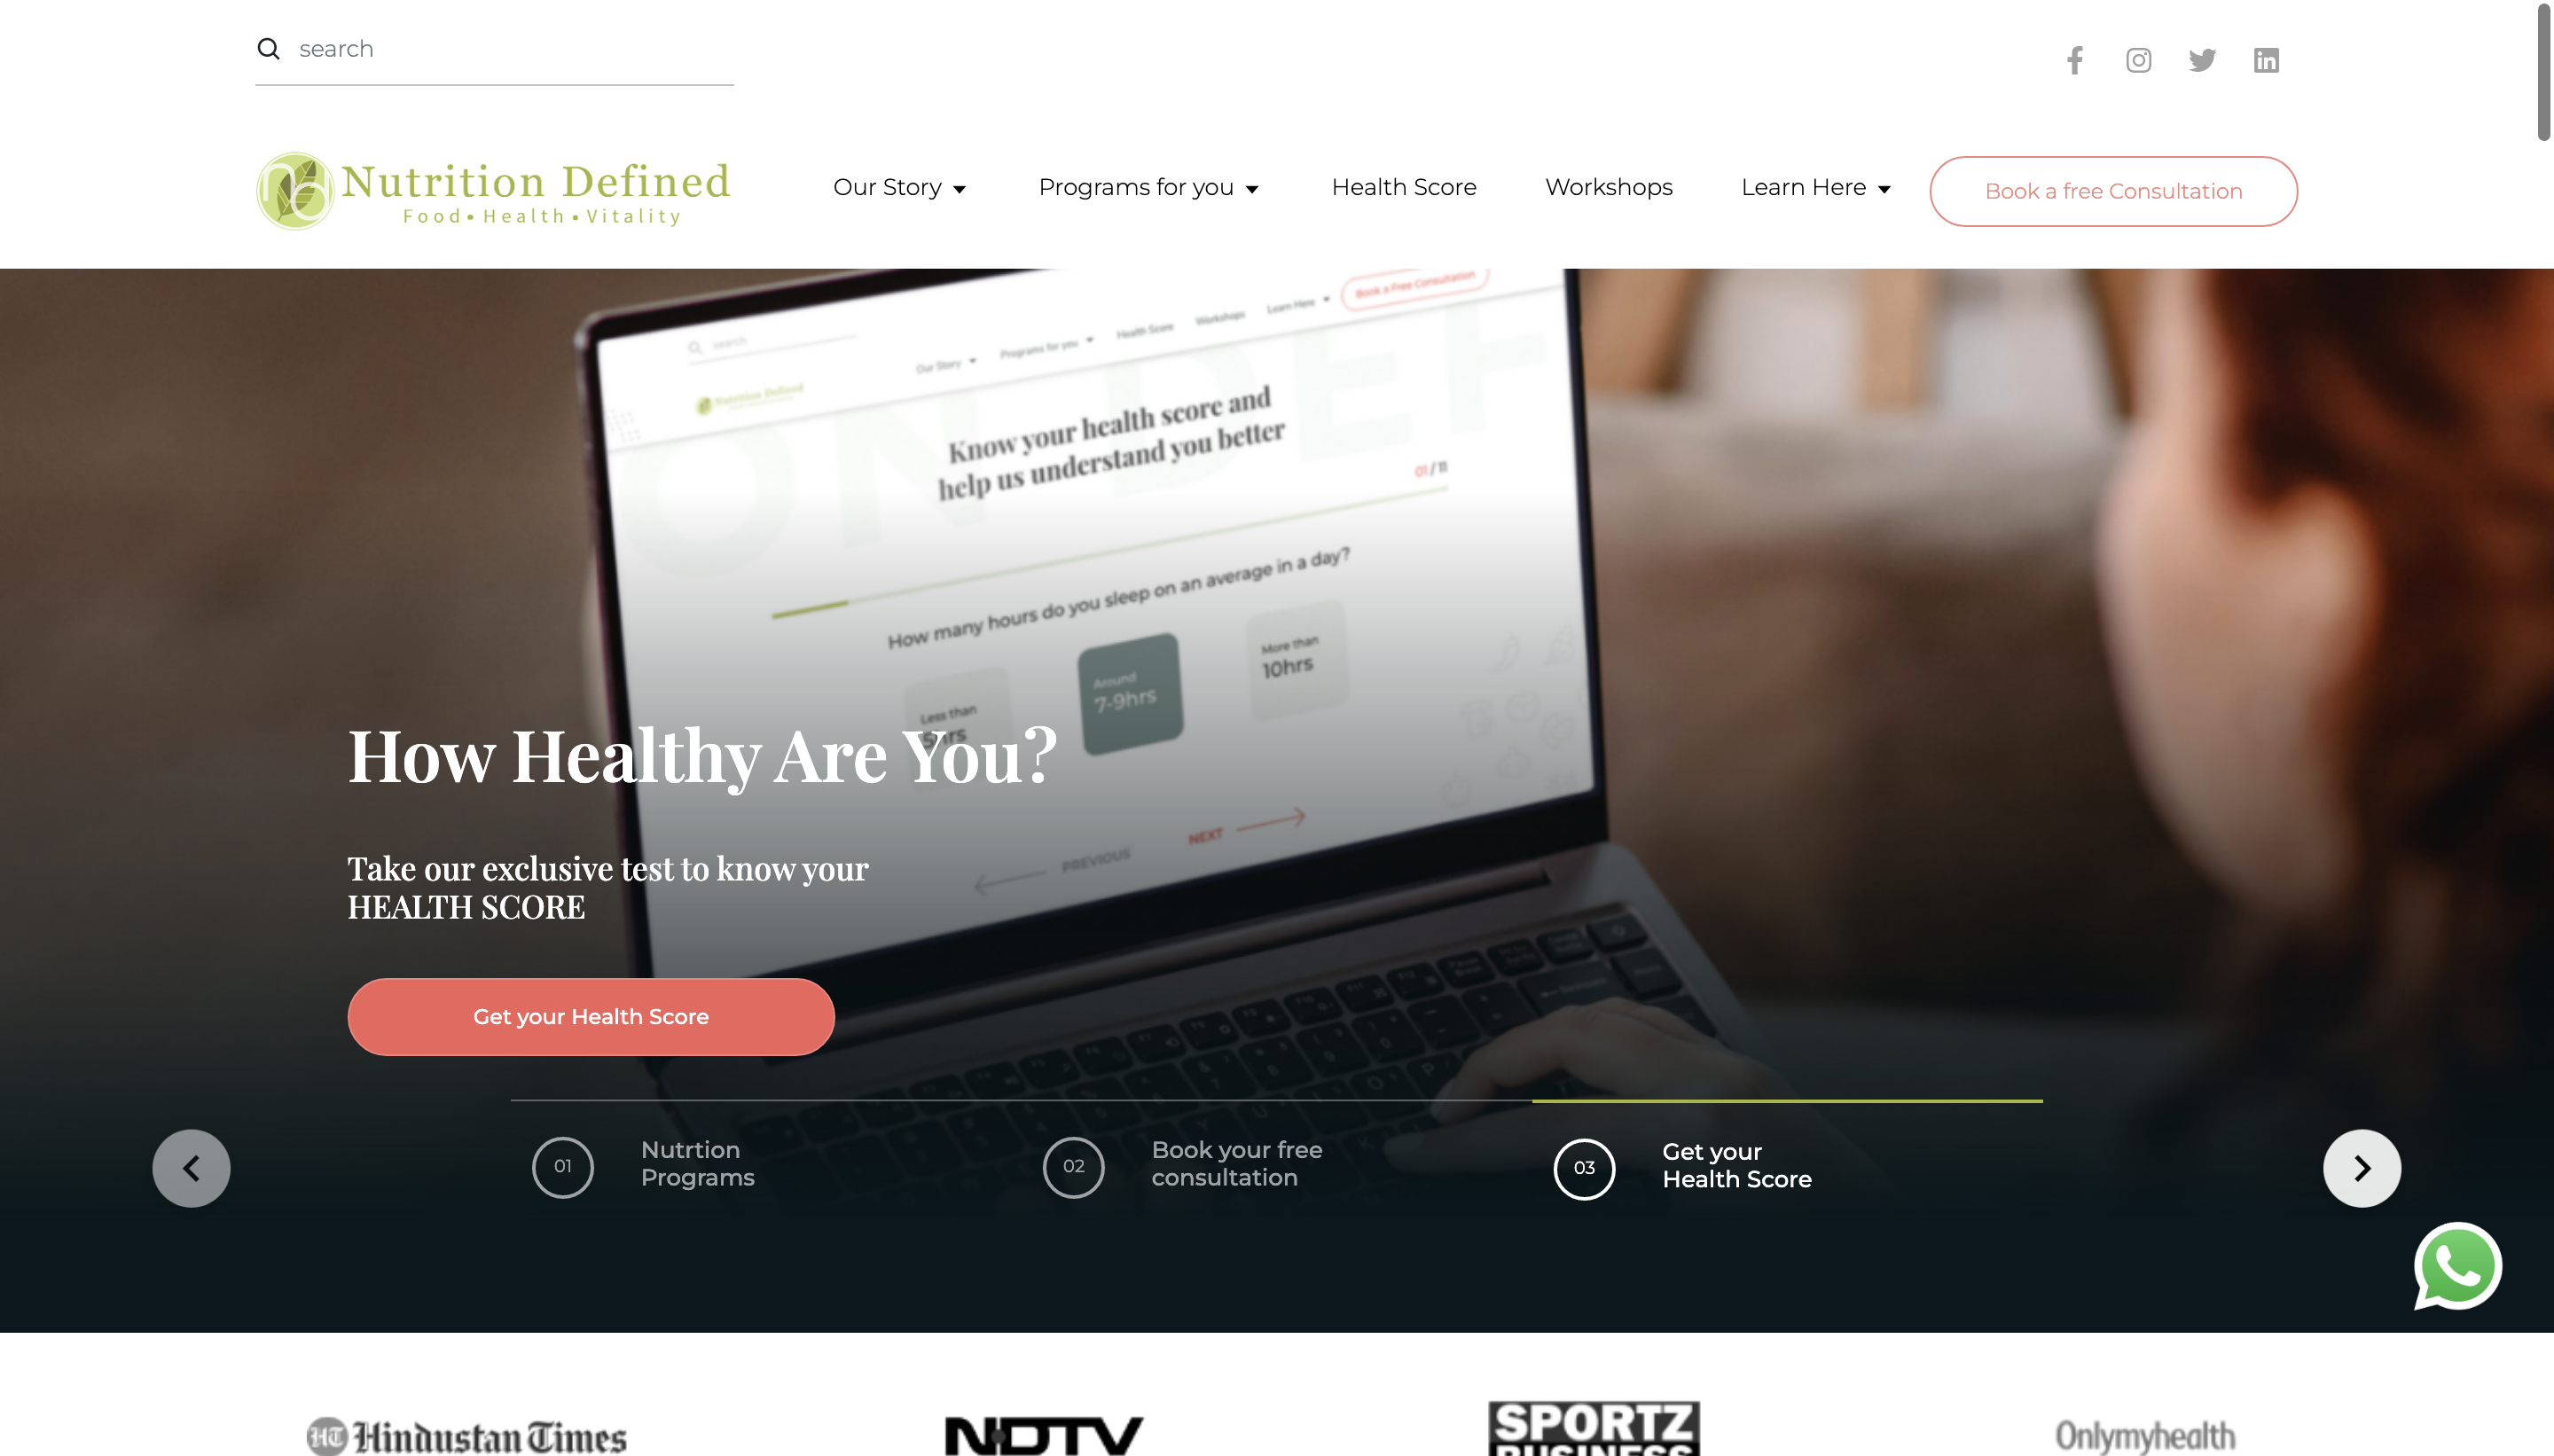 search
Nutrition Defined
Food • Health • Vitality
Our Story
Programs for you
Health Score
Workshops
Learn Here
Book a free Consultation
search
Our Story
Programs for you
Health Score
Workshops
Learn Here
Book a Free Consultation
Nutrition Defined
ON DEF
Know your health score and
help us understand you better
01 / 11
How many hours do you sleep on an average in a day?
Less than
5hrs
Around
7-9hrs
More than
10hrs
PREVIOUS
NEXT
How Healthy Are You?
Take our exclusive test to know your
HEALTH SCORE
Get your Health Score
01
Nutrtion
Programs
02
Book your free
consultation
03
Get your
Health Score
HT Hindustan Times
NDTV
SPORTZ
BUSINESS
Onlymyhealth